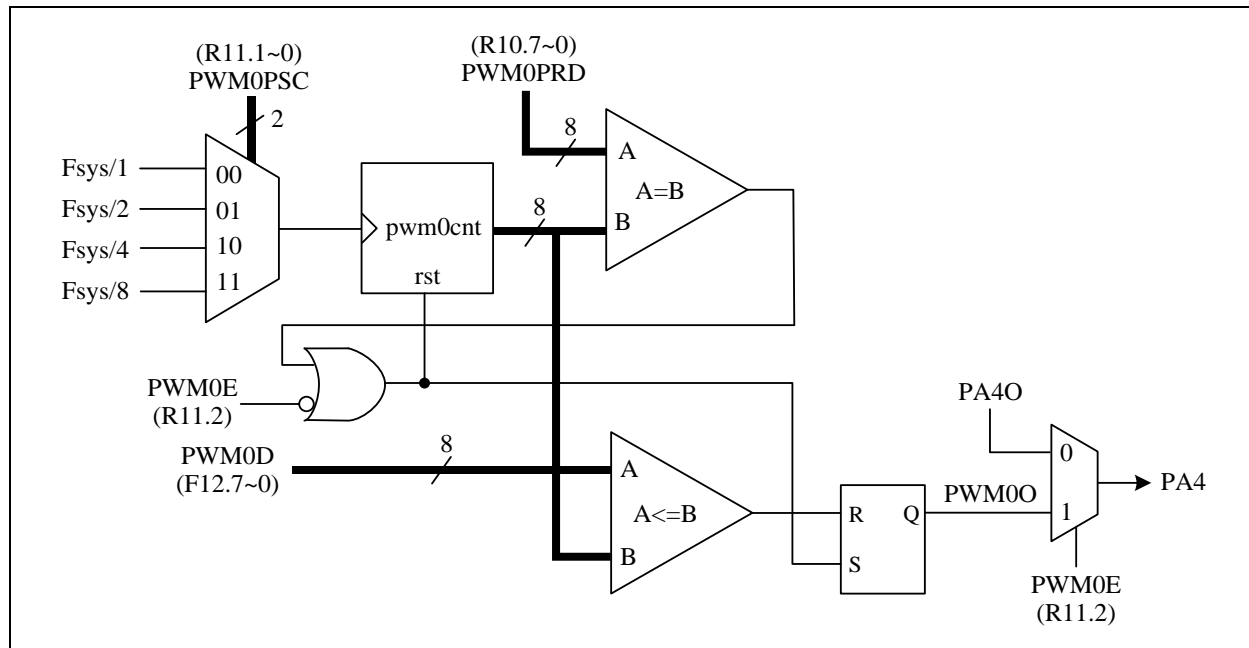 (R11.1~0)
PWM0PSC
2
Fsys/1
Fsys/2
Fsys/4
Fsys/8
00
01
10
11
pwm0cnt
rst
(R10.7~0)
PWM0PRD
8
8
A
A=B
B
PWM0E
(R11.2)
PWM0D
(F12.7~0)
8
A
A<=B
B
R
Q
S
PWM0O
PA4O
0
1
PA4
PWM0E
(R11.2)